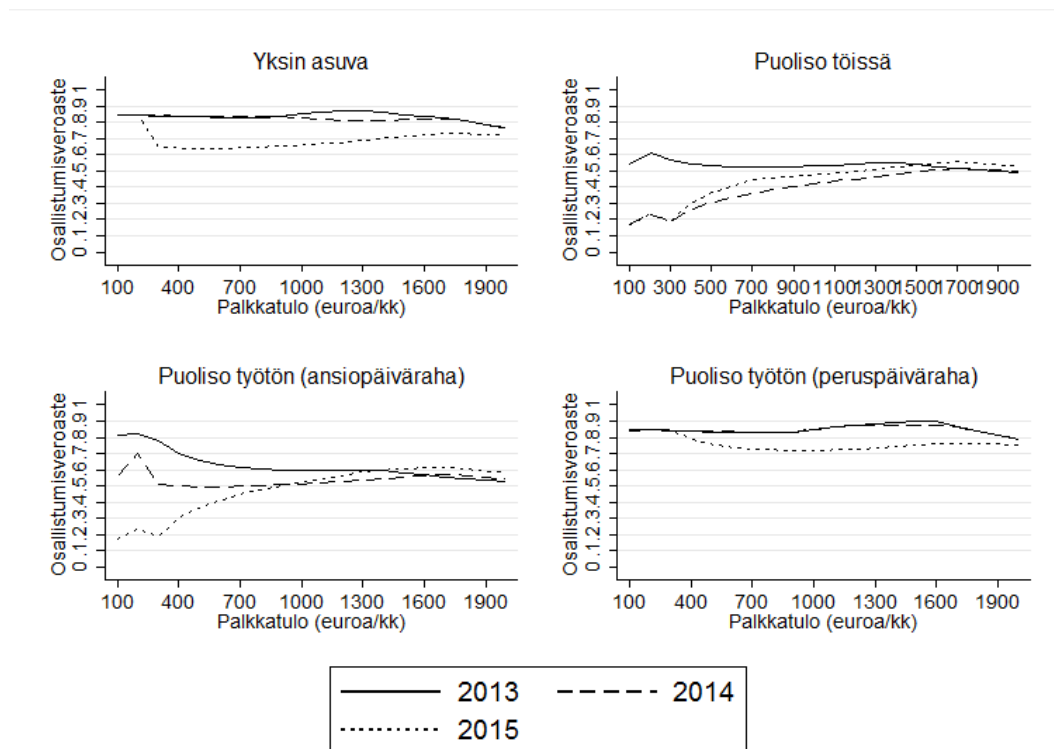 Yksin asuva
Osallistumisveroaste
0 .1 .2 .3 .4 .5 .6 .7 .8 .9 1
100 400 700 1000 1300 1600 1900
Palkkatulo (euroa/kk)
Puoliso töissä
Osallistumisveroaste
0 .1 .2 .3 .4 .5 .6 .7 .8 .9 1
100 300 500 700 900 1100 1300 1500 1700 1900
Palkkatulo (euroa/kk)
Puoliso työtön (ansiopäiväraha)
Osallistumisveroaste
0 .1 .2 .3 .4 .5 .6 .7 .8 .9 1
100 400 700 1000 1300 1600 1900
Palkkatulo (euroa/kk)
Puoliso työtön (peruspäiväraha)
Osallistumisveroaste
0 .1 .2 .3 .4 .5 .6 .7 .8 .9 1
100 400 700 1000 1300 1600 1900
Palkkatulo (euroa/kk)
2013 2014
2015